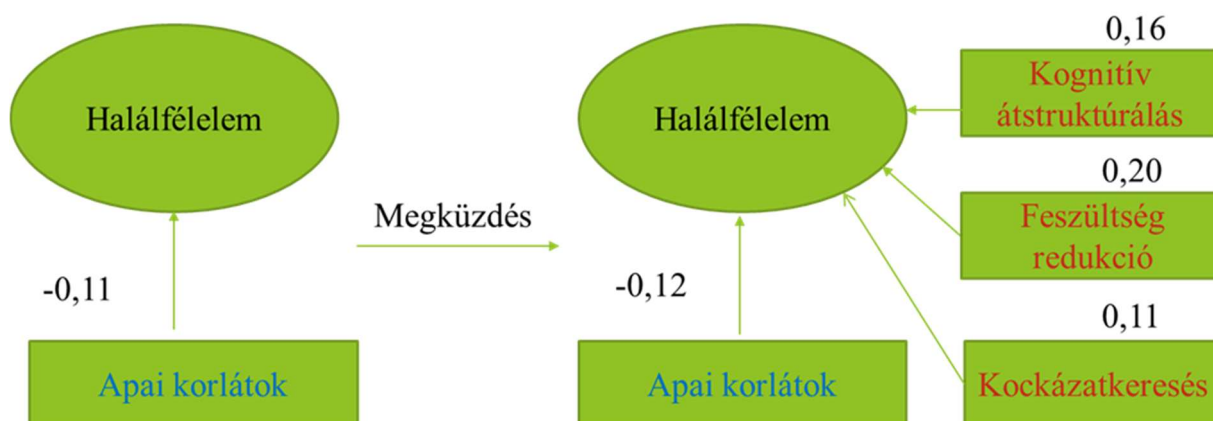 Halálfélelem
-0,11
Apai korlátok
Megküzdés
Halálfélelem
-0,12
Apai korlátok
0,16
Kognitív
átstruktúrálás
0,20
Feszültség
redukció
0,11
Kockázatkeresés